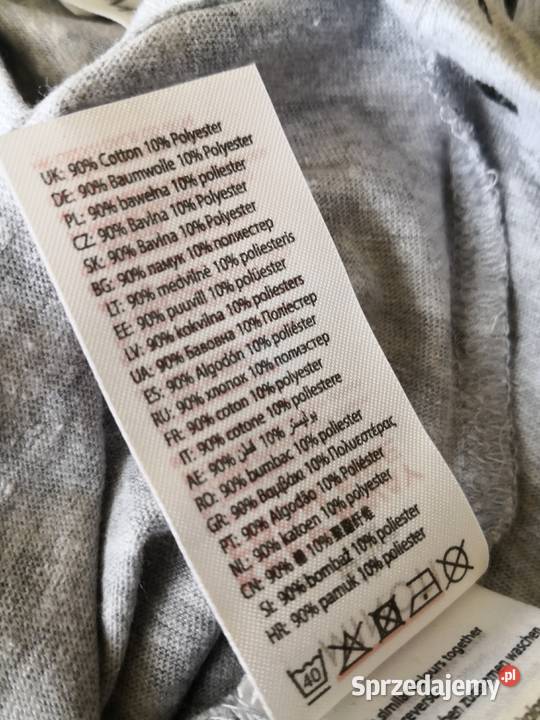 UK: 90% Cotton 10% Polyester
DE: 90% Baumwolle 10% Polyester
PL: 90% bawełna 10% poliester
CZ: 90% Bavlna 10% Polyester
SK: 90% Bavlna 10% Polyester
BG: 90% памук 10% полиестер
LT: 90% medvilnė 10% poliesteris
EE: 90% puuvill 10% polüester
LV: 90% kokvilna 10% poliesters
UA: 90% Бавовна 10% Поліестер
ES: 90% Algodón 10% poliéster
RU: 90% хлопок 10% полиэстер
FR: 90% coton 10% polyester
IT: 90% cotone 10% poliestere
AE: 90% قطن 10% بوليستر
RO: 90% bumbac 10% poliester
GR: 90% Βαμβάκι 10% Πολυεστέρας
PT: 90% Algodão 10% Poliéster
NL: 90% katoen 10% polyester
CN: 90% 10%
SI: 90% bombaž 10% poliester
HR: 90% pamuk 10% poliester
40
together
waschen
Sprzedajemy.pl